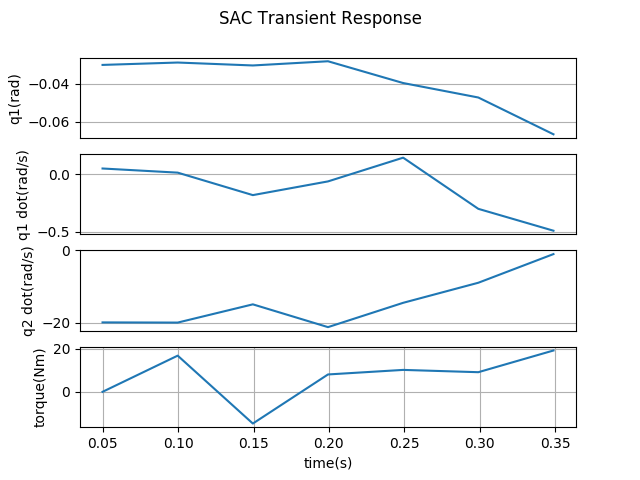 SAC Transient Response
q1(rad)
−0.04
−0.06
q1 dot(rad/s)
0.0
−0.5
q2 dot(rad/s)
0
−20
torque(Nm)
20
0
0.05 0.10 0.15 0.20 0.25 0.30 0.35
time(s)